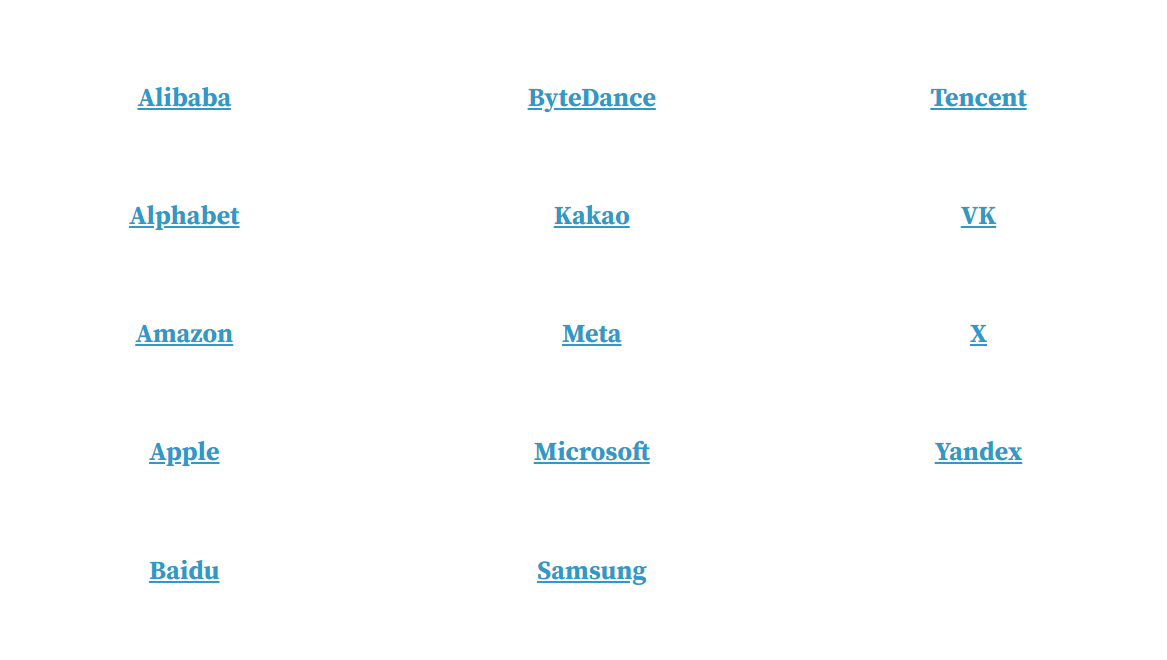 Alibaba ByteDance Tencent
Alphabet Kakao VK
Amazon Meta X
Apple Microsoft Yandex
Baidu Samsung